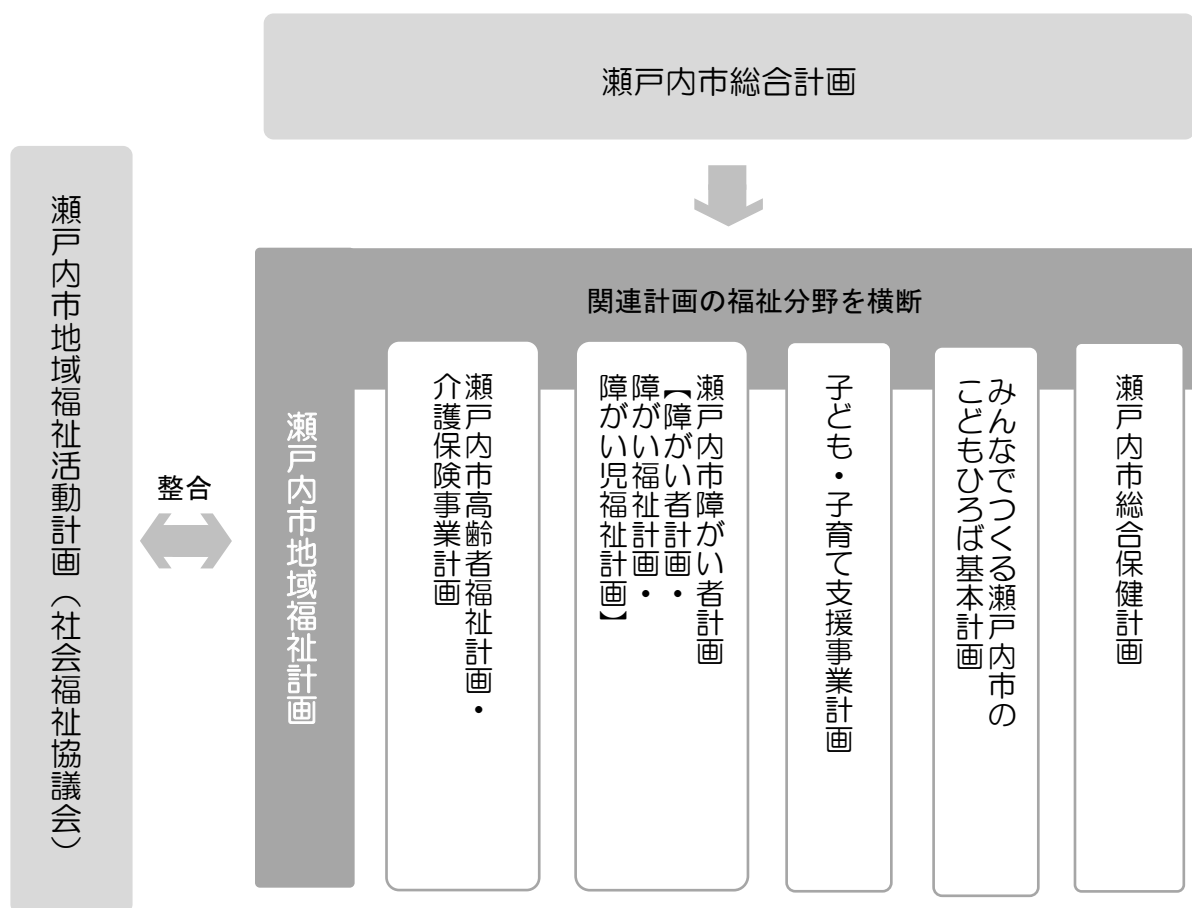 瀬戸内市総合計画
瀬戸内市地域福祉活動計画（社会福祉協議会）
整合
関連計画の福祉分野を横断
瀬戸内市地域福祉計画
瀬戸内市高齢者福祉計画・
介護保険事業計画
瀬戸内市障がい者計画
【障がい者計画・
障がい福祉計画・
障がい児福祉計画】
子ども・子育て支援事業計画
みんなでつくる瀬戸内市の
こどもひろば基本計画
瀬戸内市総合保健計画